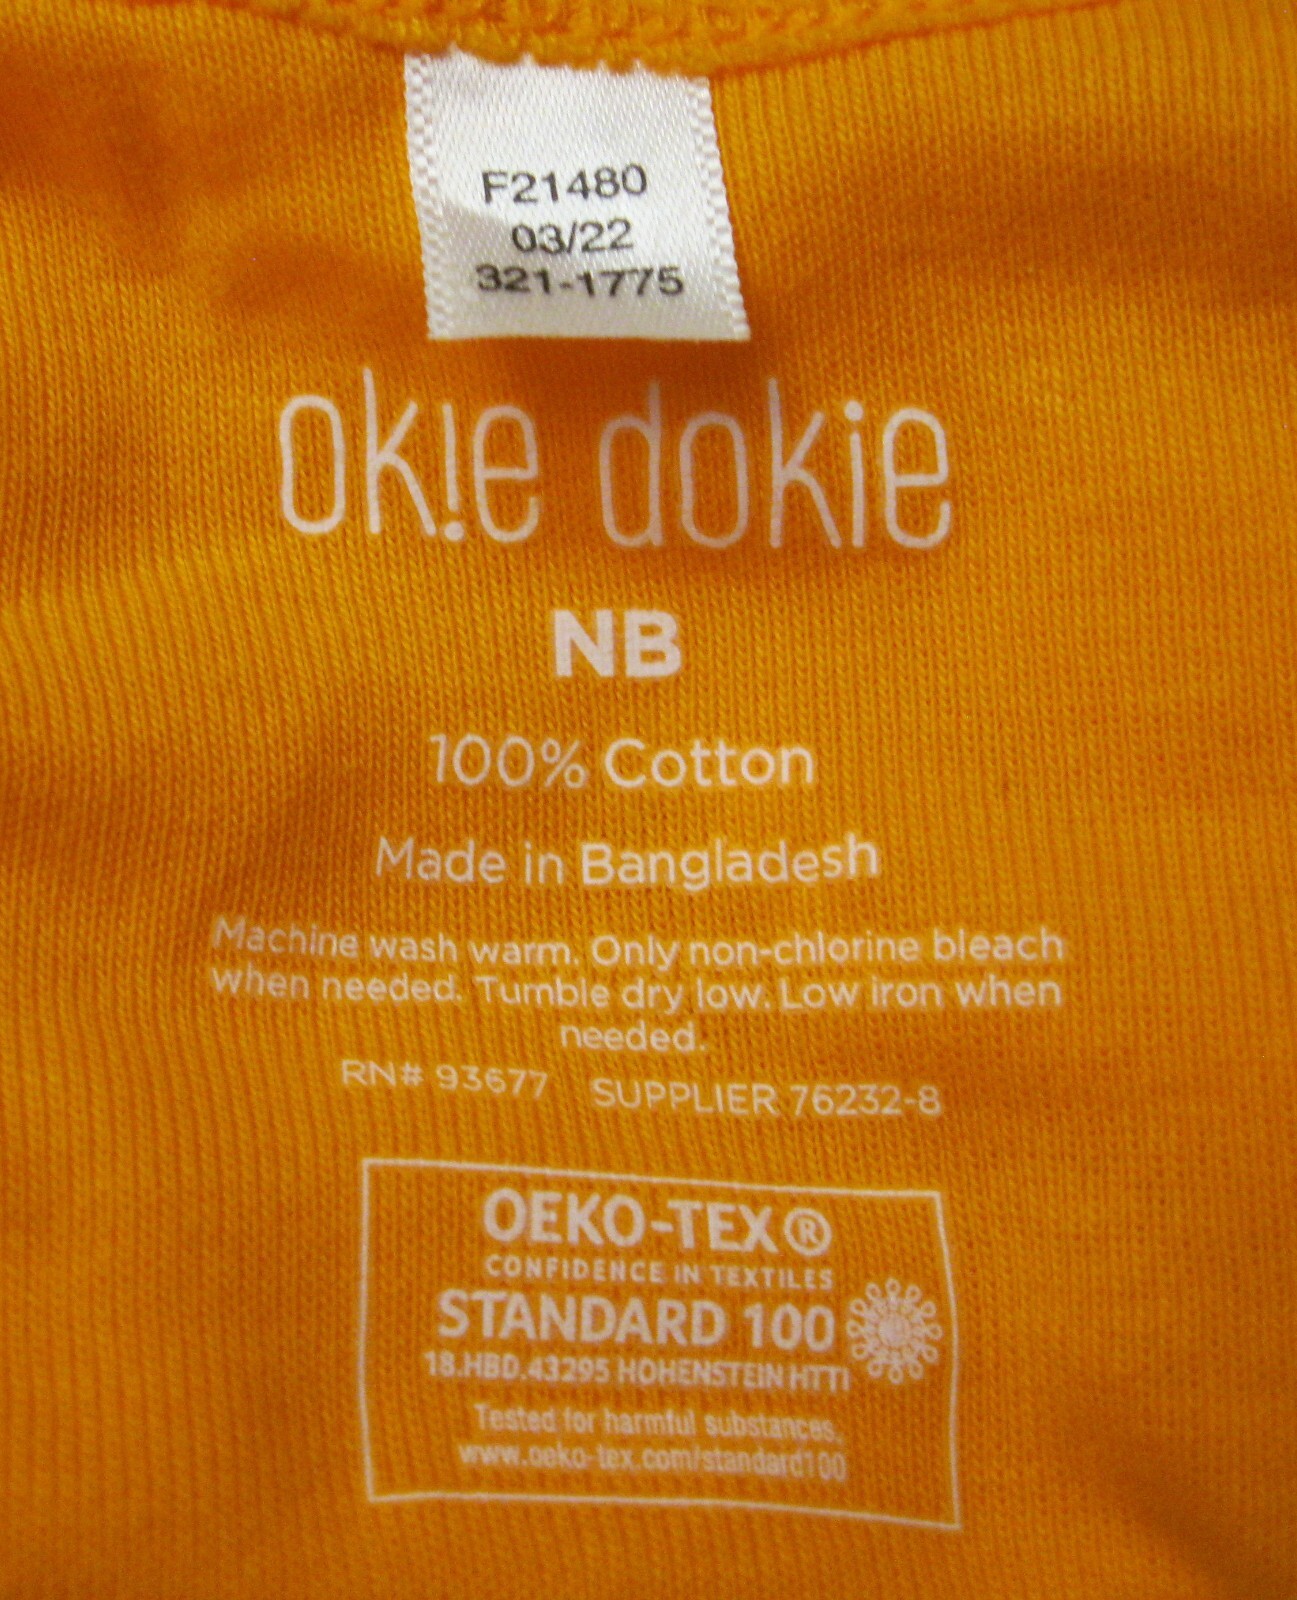 F21480
03/22
321-1775
ok!e dokie
NB
100% Cotton
Made in Bangladesh
Machine wash warm. Only non-chlorine bleach
when needed. Tumble dry low. Low iron when
needed.
RN# 93677 SUPPLIER 76232-8
OEKO-TEX®
CONFIDENCE IN TEXTILES
STANDARD 100
18.HBD.43295 HOHENSTEIN HTTI
Tested for harmful substances.
www.oeko-tex.com/standard100